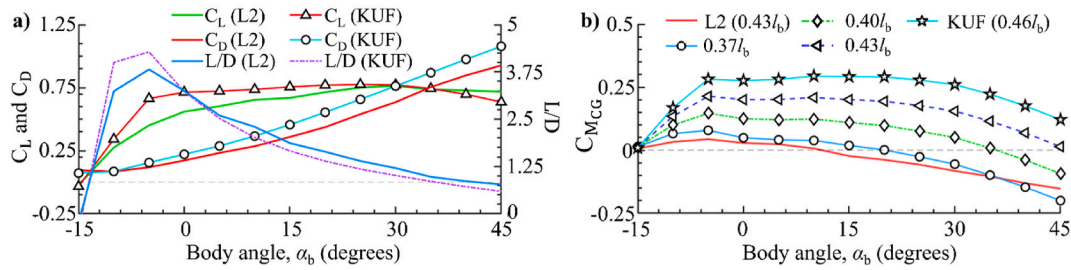 a)
C_L (L2)
C_L (KUF)
C_D (L2)
C_D (KUF)
L/D (L2)
L/D (KUF)
C_L and C_D
1.25
0.75
0.25
-0.25
5
3.75
2.5
1.25
0
L/D
-15
0
15
30
45
Body angle, α_b (degrees)
b)
L2 (0.43l_b)
0.40l_b
KUF (0.46l_b)
0.37l_b
0.43l_b
C_MCG
0.5
0.25
0
-0.25
-15
0
15
30
45
Body angle, α_b (degrees)